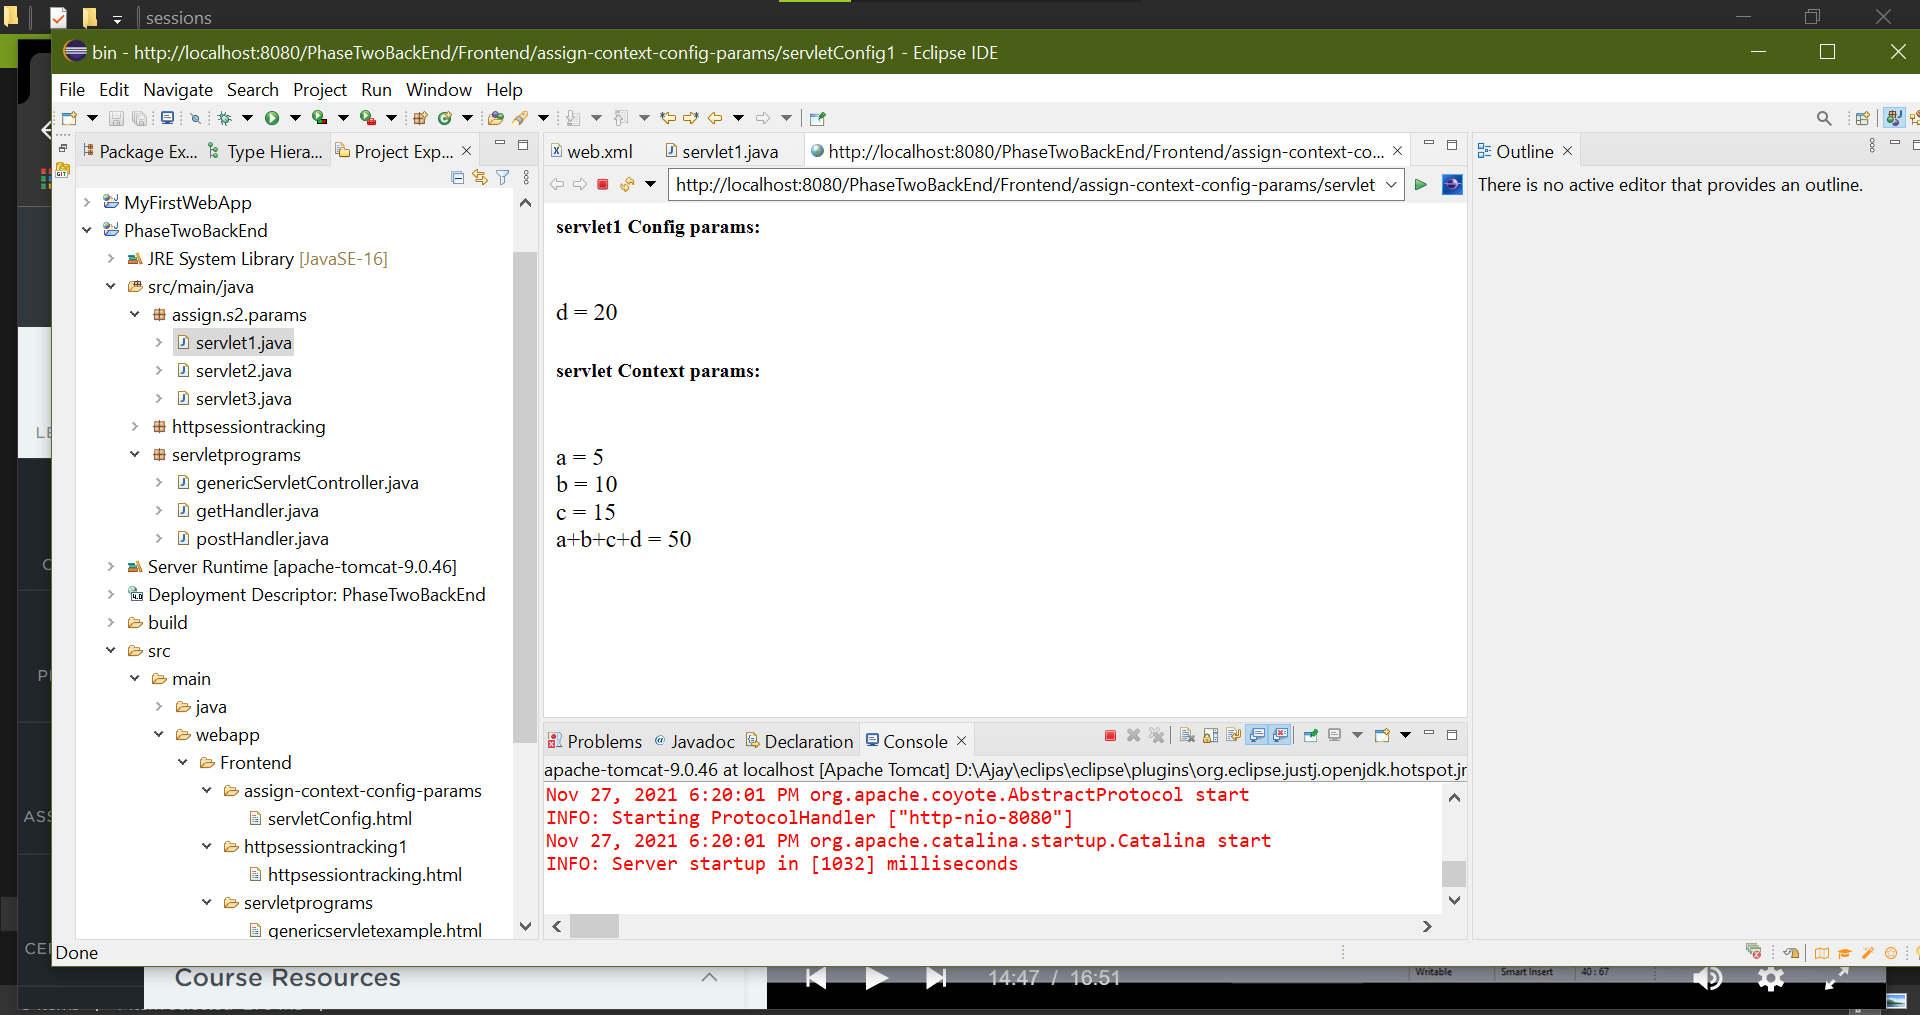 sessions
bin - http://localhost:8080/PhaseTwoBackEnd/Frontend/assign-context-config-params/servletConfig1 - Eclipse IDE
File Edit Navigate Search Project Run Window Help
Package Ex... Type Hiera... Project Exp...
web.xml servlet1.java http://localhost:8080/PhaseTwoBackEnd/Frontend/assign-context-co...
Outline
http://localhost:8080/PhaseTwoBackEnd/Frontend/assign-context-config-params/servlet
There is no active editor that provides an outline.
MyFirstWebApp
PhaseTwoBackEnd
JRE System Library [JavaSE-16]
src/main/java
assign.s2.params
servlet1.java
servlet2.java
servlet3.java
httpsessiontracking
servletprograms
genericServletController.java
getHandler.java
postHandler.java
Server Runtime [apache-tomcat-9.0.46]
Deployment Descriptor: PhaseTwoBackEnd
build
src
main
java
webapp
Frontend
assign-context-config-params
servletConfig.html
httpsessiontracking1
httpsessiontracking.html
servletprograms
genericservletexample.html
servlet1 Config params:
d = 20
servlet Context params:
a = 5
b = 10
c = 15
a+b+c+d = 50
Problems Javadoc Declaration Console
apache-tomcat-9.0.46 at localhost [Apache Tomcat] D:\Ajay\eclips\eclipse\plugins\org.eclipse.justj.openjdk.hotspot.jr
Nov 27, 2021 6:20:01 PM org.apache.coyote.AbstractProtocol start
INFO: Starting ProtocolHandler ["http-nio-8080"]
Nov 27, 2021 6:20:01 PM org.apache.catalina.startup.Catalina start
INFO: Server startup in [1032] milliseconds
Done
LE
ASS
CEI
Course Resources
14:47 / 16:51
Writable Smart Insert 40 : 67